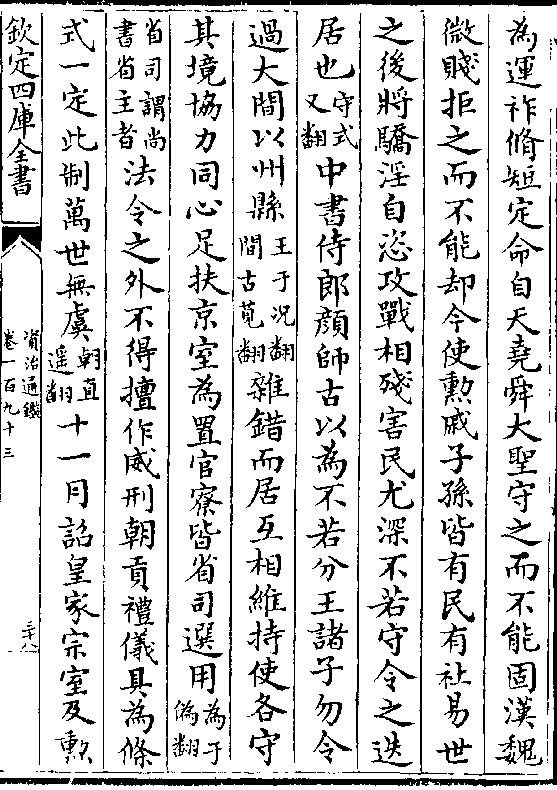 為運祚脩短定命自天堯舜大聖守之而不能固漢魏
微賤拒之而不能却今使勲戚子孫皆有民有社易世
之後將驕淫自恣攻戰相殘害民尤深不若守令之迭
居也守式又翻中書侍郎顔師古以為不若分王諸子勿令
過大間以州縣王于况翻間古莧翻雜錯而居互相維持使各守
其境協力同心足扶京室為置官寮皆省司選用為于偽翻
省司謂尚書省主者法令之外不得擅作威刑朝貢禮儀具為條
式一定此制萬世無虞朝直遥翻十一月詔皇家宗室及勲
欽定四庫全書
資治通鑑
卷一百九十三
三十八